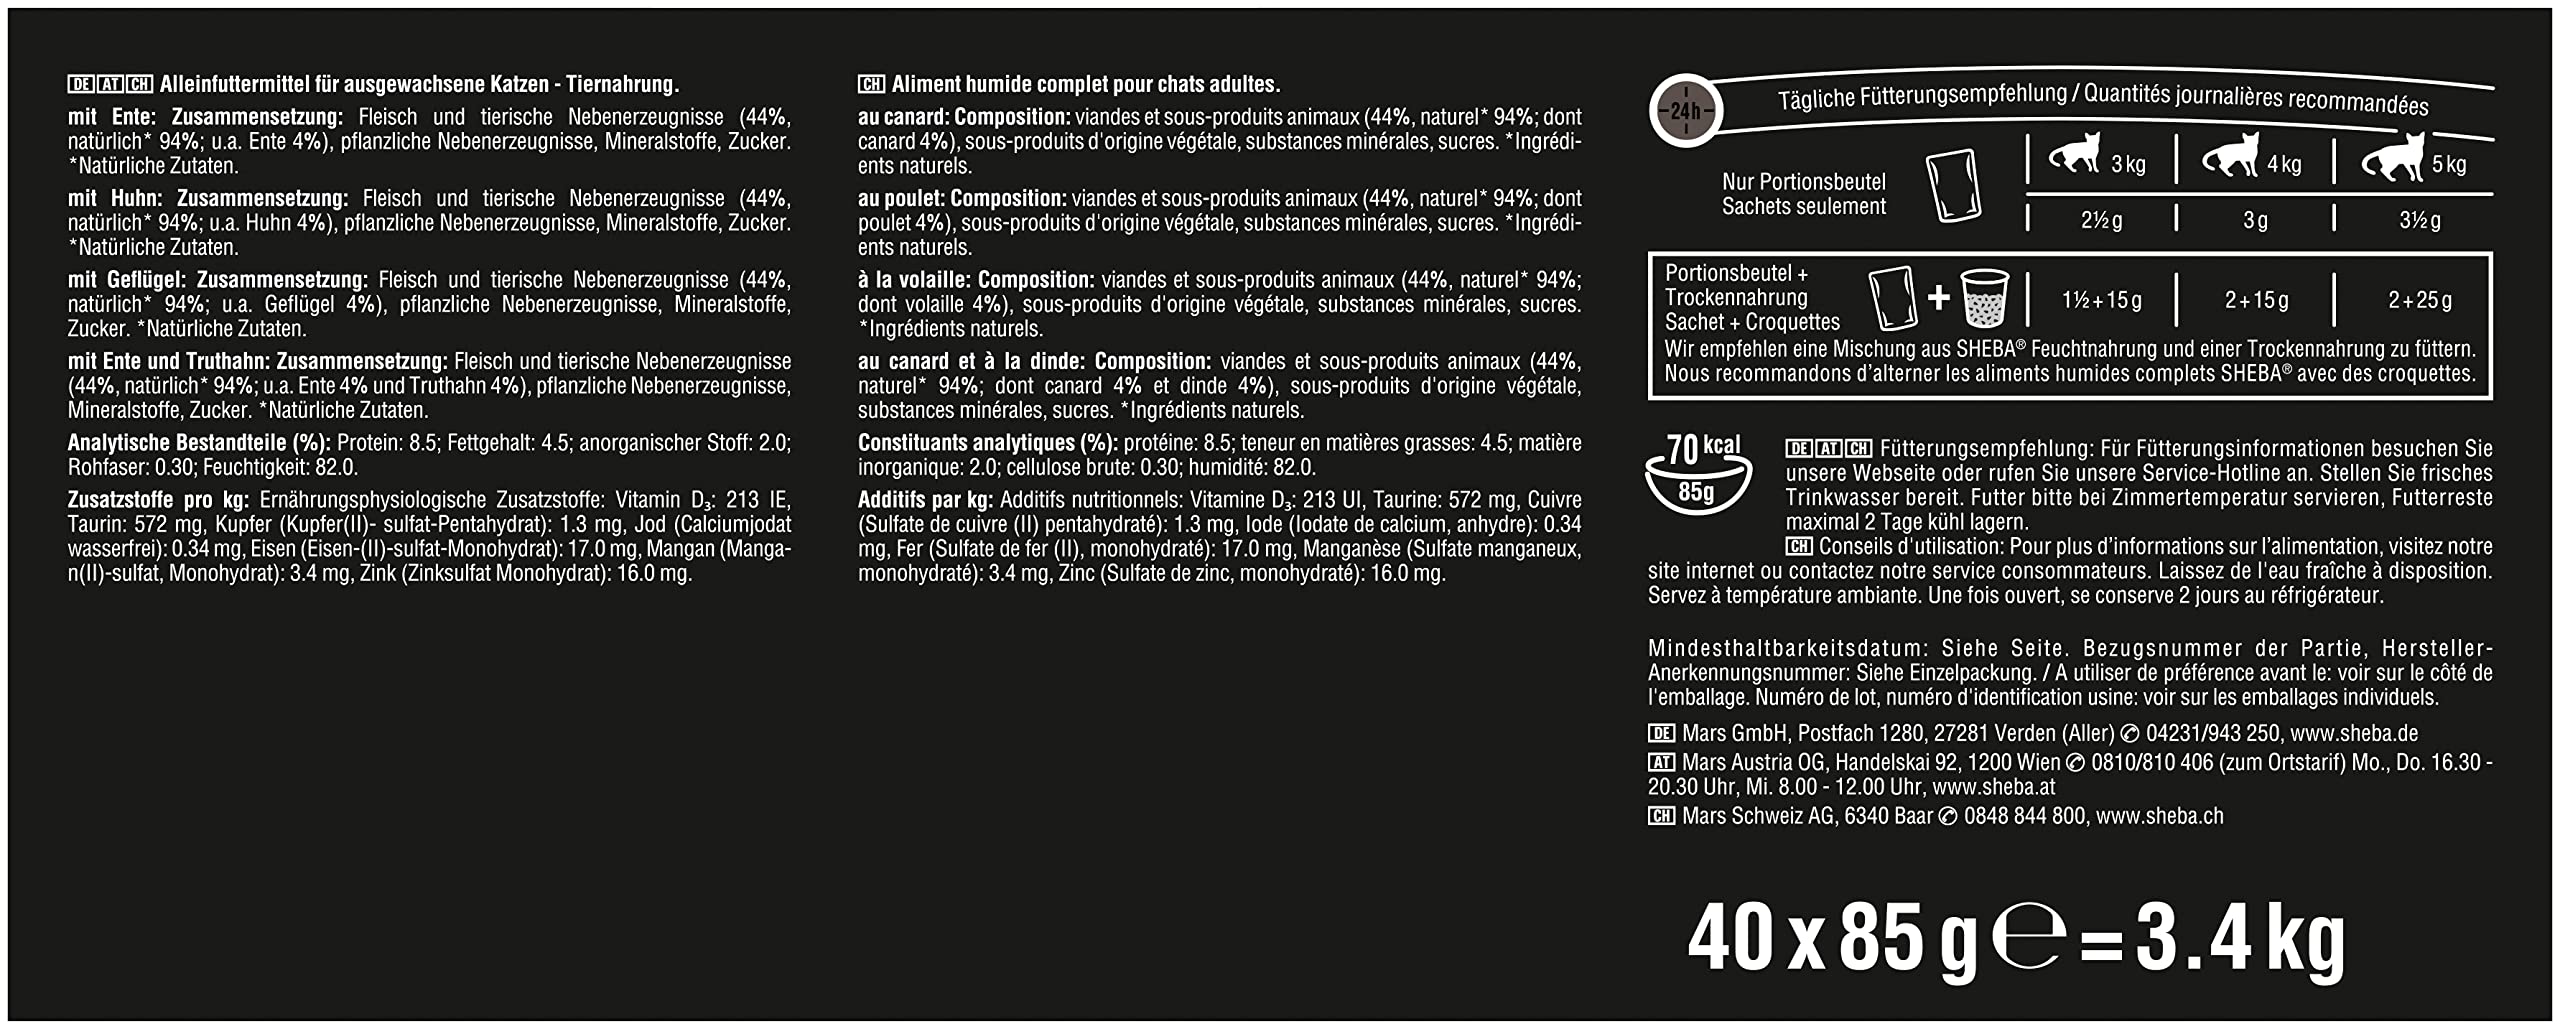 DE AT CH Alleinfuttermittel für ausgewachsene Katzen - Tiernahrung.
mit Ente: Zusammensetzung: Fleisch und tierische Nebenerzeugnisse (44%,
natürlich* 94%; u.a. Ente 4%), pflanzliche Nebenerzeugnisse, Mineralstoffe, Zucker.
*Natürliche Zutaten.
mit Huhn: Zusammensetzung: Fleisch und tierische Nebenerzeugnisse (44%,
natürlich* 94%; u.a. Huhn 4%), pflanzliche Nebenerzeugnisse, Mineralstoffe, Zucker.
*Natürliche Zutaten.
mit Geflügel: Zusammensetzung: Fleisch und tierische Nebenerzeugnisse (44%,
natürlich* 94%; u.a. Geflügel 4%), pflanzliche Nebenerzeugnisse, Mineralstoffe,
Zucker. *Natürliche Zutaten.
mit Ente und Truthahn: Zusammensetzung: Fleisch und tierische Nebenerzeugnisse
(44%, natürlich* 94%; u.a. Ente 4% und Truthahn 4%), pflanzliche Nebenerzeugnisse,
Mineralstoffe, Zucker. *Natürliche Zutaten.
Analytische Bestandteile (%): Protein: 8.5; Fettgehalt: 4.5; anorganischer Stoff: 2.0;
Rohfaser: 0.30; Feuchtigkeit: 82.0.
Zusatzstoffe pro kg: Ernährungsphysiologische Zusatzstoffe: Vitamin D₃: 213 IE,
Taurin: 572 mg, Kupfer (Kupfer(II)- sulfat-Pentahydrat): 1.3 mg, Jod (Calciumjodat
wasserfrei): 0.34 mg, Eisen (Eisen-(II)-sulfat-Monohydrat): 17.0 mg, Mangan (Manga-
n(II)-sulfat, Monohydrat): 3.4 mg, Zink (Zinksulfat Monohydrat): 16.0 mg.
CH Aliment humide complet pour chats adultes.
au canard: Composition: viandes et sous-produits animaux (44%, naturel* 94%; dont
canard 4%), sous-produits d'origine végétale, substances minérales, sucres. *Ingrédi-
ents naturels.
au poulet: Composition: viandes et sous-produits animaux (44%, naturel* 94%; dont
poulet 4%), sous-produits d'origine végétale, substances minérales, sucres. *Ingrédi-
ents naturels.
à la volaille: Composition: viandes et sous-produits animaux (44%, naturel* 94%;
dont volaille 4%), sous-produits d'origine végétale, substances minérales, sucres.
*Ingrédients naturels.
au canard et à la dinde: Composition: viandes et sous-produits animaux (44%,
naturel* 94%; dont canard 4% et dinde 4%), sous-produits d'origine végétale,
substances minérales, sucres. *Ingrédients naturels.
Constituants analytiques (%): protéine: 8.5; teneur en matières grasses: 4.5; matière
inorganique: 2.0; cellulose brute: 0.30; humidité: 82.0.
Additifs par kg: Additifs nutritionnels: Vitamine D₃: 213 UI, Taurine: 572 mg, Cuivre
(Sulfate de cuivre (II) pentahydraté): 1.3 mg, Iode (Iodate de calcium, anhydre): 0.34
mg, Fer (Sulfate de fer (II), monohydraté): 17.0 mg, Manganèse (Sulfate manganeux,
monohydraté): 3.4 mg, Zinc (Sulfate de zinc, monohydraté): 16.0 mg.
24h
Tägliche Fütterungsempfehlung / Quantités journalières recommandées
3 kg 4 kg 5 kg
Nur Portionsbeutel
Sachets seulement
2½ g 3 g 3½ g
Portionsbeutel +
Trockennahrung
Sachet + Croquettes
+
1½ + 15 g 2 + 15 g 2 + 25 g
Wir empfehlen eine Mischung aus SHEBA® Feuchtnahrung und einer Trockennahrung zu füttern.
Nous recommandons d’alterner les aliments humides complets SHEBA® avec des croquettes.
70 kcal
85g
DE AT CH Fütterungsempfehlung: Für Fütterungsinformationen besuchen Sie
unsere Webseite oder rufen Sie unsere Service-Hotline an. Stellen Sie frisches
Trinkwasser bereit. Futter bitte bei Zimmertemperatur servieren, Futterreste
maximal 2 Tage kühl lagern.
CH Conseils d'utilisation: Pour plus d’informations sur l’alimentation, visitez notre
site internet ou contactez notre service consommateurs. Laissez de l'eau fraîche à disposition.
Servez à température ambiante. Une fois ouvert, se conserve 2 jours au réfrigérateur.
Mindesthaltbarkeitsdatum: Siehe Seite. Bezugsnummer der Partie, Hersteller-
Anerkennungsnummer: Siehe Einzelpackung. / A utiliser de préférence avant le: voir sur le côté de
l'emballage. Numéro de lot, numéro d'identification usine: voir sur les emballages individuels.
DE Mars GmbH, Postfach 1280, 27281 Verden (Aller) ✆ 04231/943 250, www.sheba.de
AT Mars Austria OG, Handelskai 92, 1200 Wien ✆ 0810/810 406 (zum Ortstarif) Mo., Do. 16.30 -
20.30 Uhr, Mi. 8.00 - 12.00 Uhr, www.sheba.at
CH Mars Schweiz AG, 6340 Baar ✆ 0848 844 800, www.sheba.ch
40 x 85 g ℮ = 3.4 kg